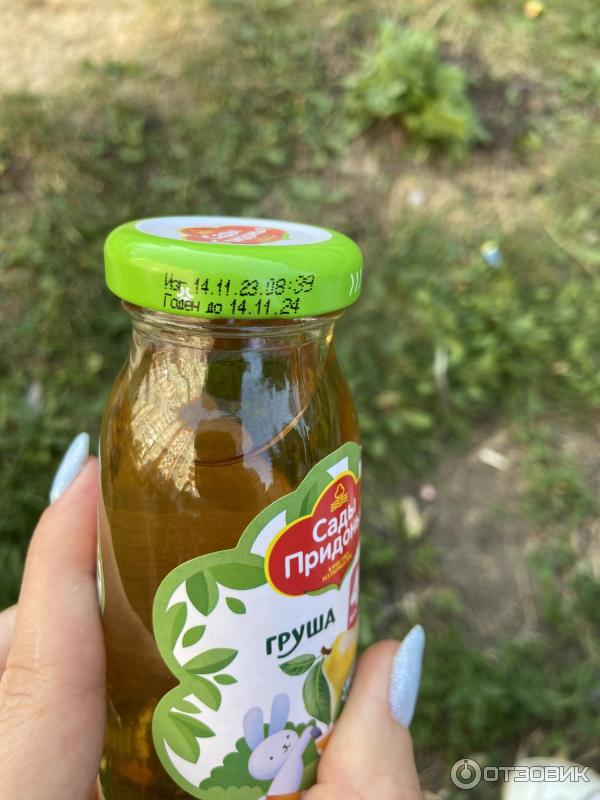 Изг. 14.11.23.08:39
Годен до 14.11.24
Сады
Придонья
ГРУША
ОТЗОВИК